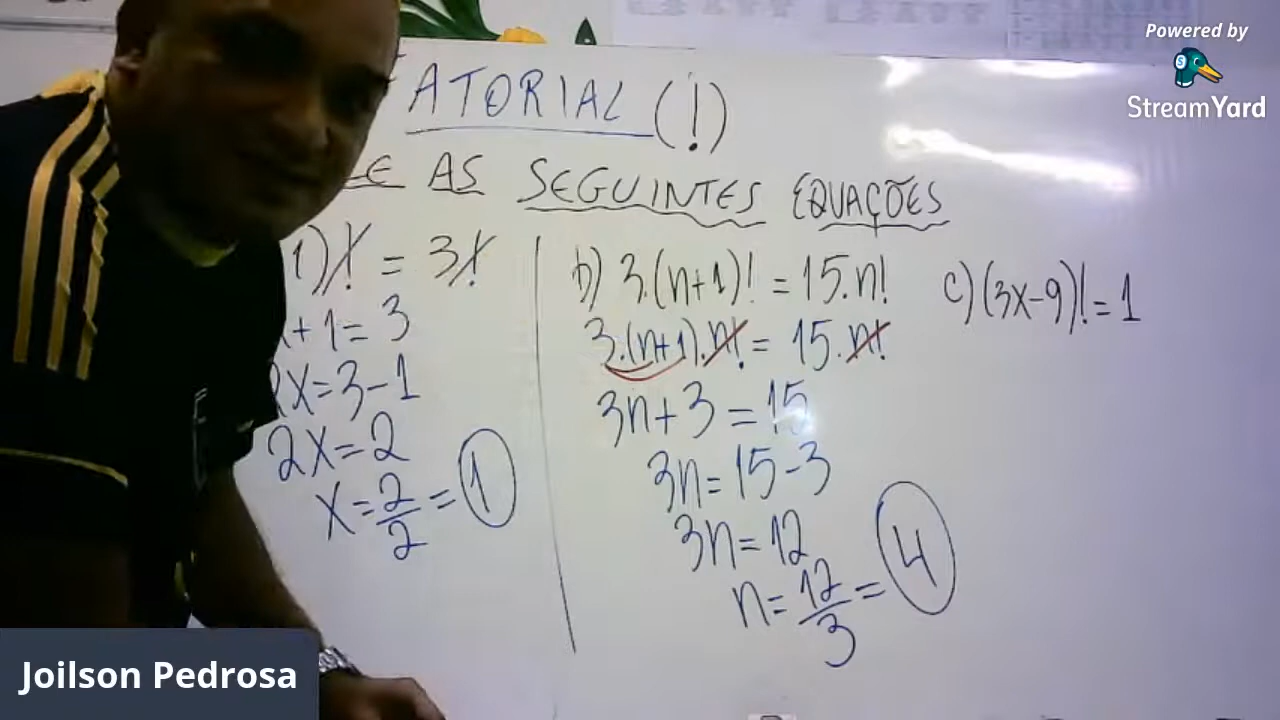 Powered by
StreamYard
ATORIAL (!)
AS SEGUINTES EQUAÇÕES
1)! = 3!
+ 1 = 3
2X = 3 - 1
2X = 2
X = 2/2 = 1
b) 3.(n+1)! = 15.n!
3.(n+1).n! = 15.n!
3n + 3 = 15
3n = 15 - 3
3n = 12
n = 12/3 = 4
c) (3x-9)! = 1
Joilson Pedrosa